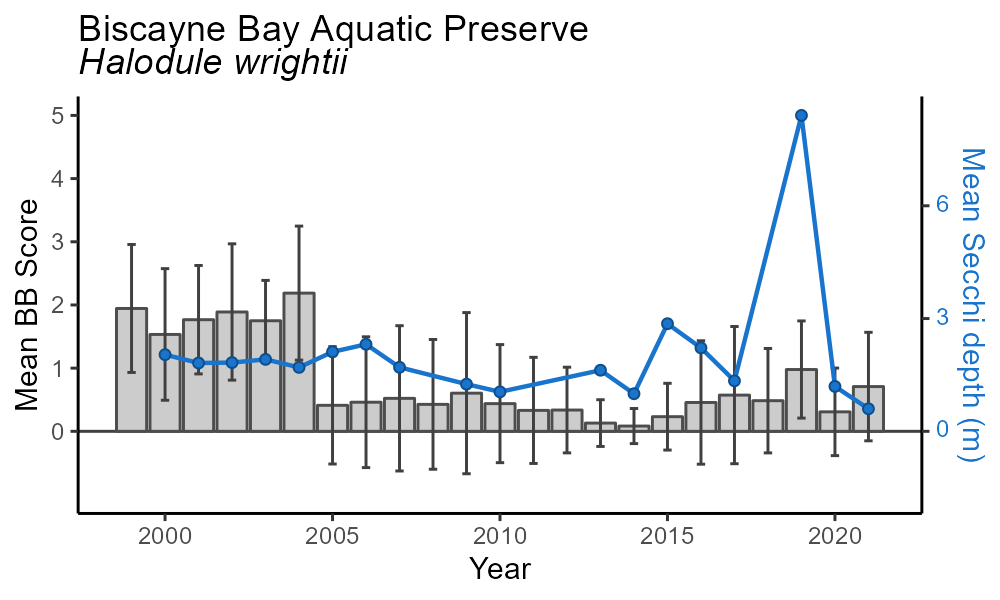 Biscayne Bay Aquatic Preserve
Halodule wrightii
Mean BB Score
5
4
3
2
1
0
6
3
0
Mean Secchi depth (m)
2000 2005 2010 2015 2020
Year